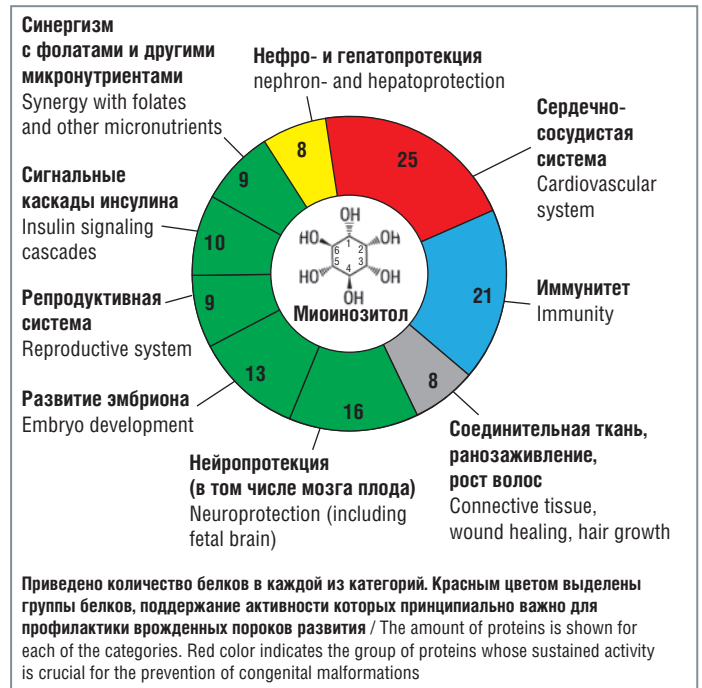 Синергизм
с фолатами и другими
микронутриентами
Synergy with folates
and other micronutrients
Нефро- и гепатопротекция
nephron- and hepatoprotection
Сердечно-
сосудистая
система
Cardiovascular
system
Сигнальные
каскады инсулина
Insulin signaling
cascades
Репродуктивная
система
Reproductive system
Иммунитет
Immunity
Развитие эмбриона
Embryo development
Нейропротекция
(в том числе мозга плода)
Neuroprotection (including
fetal brain)
Соединительная ткань,
ранозаживление,
рост волос
Connective tissue,
wound healing, hair growth
8
25
9
10
21
9
13
16
8
OH
HO
OH
1
6
2
5
3
4
HO
OH
OH
Миоинозитол
Приведено количество белков в каждой из категорий. Красным цветом выделены
группы белков, поддержание активности которых принципиально важно для
профилактики врожденных пороков развития / The amount of proteins is shown for
each of the categories. Red color indicates the group of proteins whose sustained activity
is crucial for the prevention of congenital malformations